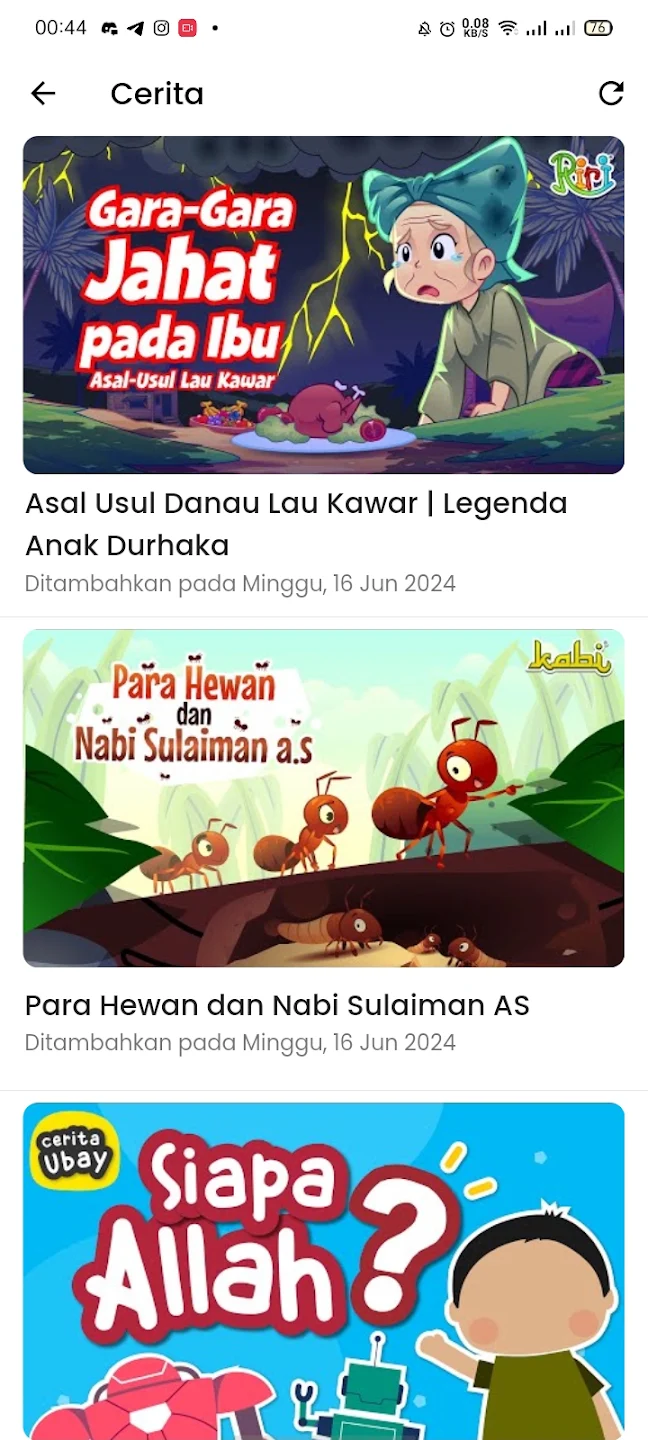 00:44
0.08
KB/S
76
Cerita
Riri
Gara-Gara
Jahat
pada Ibu
Asal-Usul Lau Kawar
Asal Usul Danau Lau Kawar | Legenda
Anak Durhaka
Ditambahkan pada Minggu, 16 Jun 2024
kabi
Para Hewan
dan
Nabi Sulaiman a.s
Para Hewan dan Nabi Sulaiman AS
Ditambahkan pada Minggu, 16 Jun 2024
cerita
Ubay
Siapa
Allah?